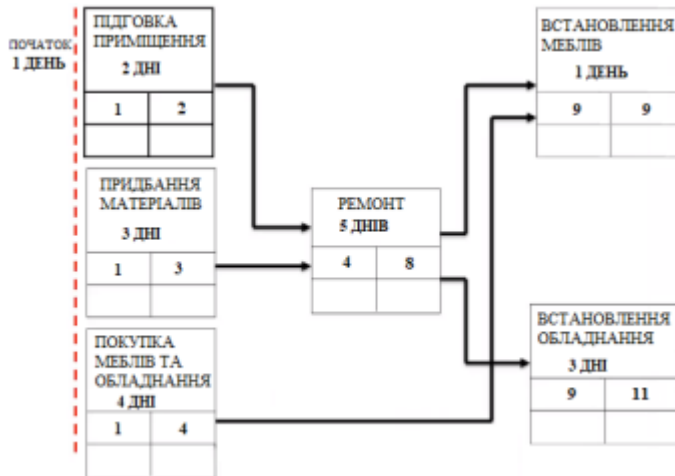 ПОЧАТОК
1 ДЕНЬ
ПІДГОВКА
ПРИМІЩЕННЯ
2 ДНІ
1 2
ПРИДБАННЯ
МАТЕРІАЛІВ
3 ДНІ
1 3
ПОКУПКА
МЕБЛІВ ТА
ОБЛАДНАННЯ
4 ДНІ
1 4
РЕМОНТ
5 ДНІВ
4 8
ВСТАНОВЛЕННЯ
МЕБЛІВ
1 ДЕНЬ
9 9
ВСТАНОВЛЕННЯ
ОБЛАДНАННЯ
3 ДНІ
9 11